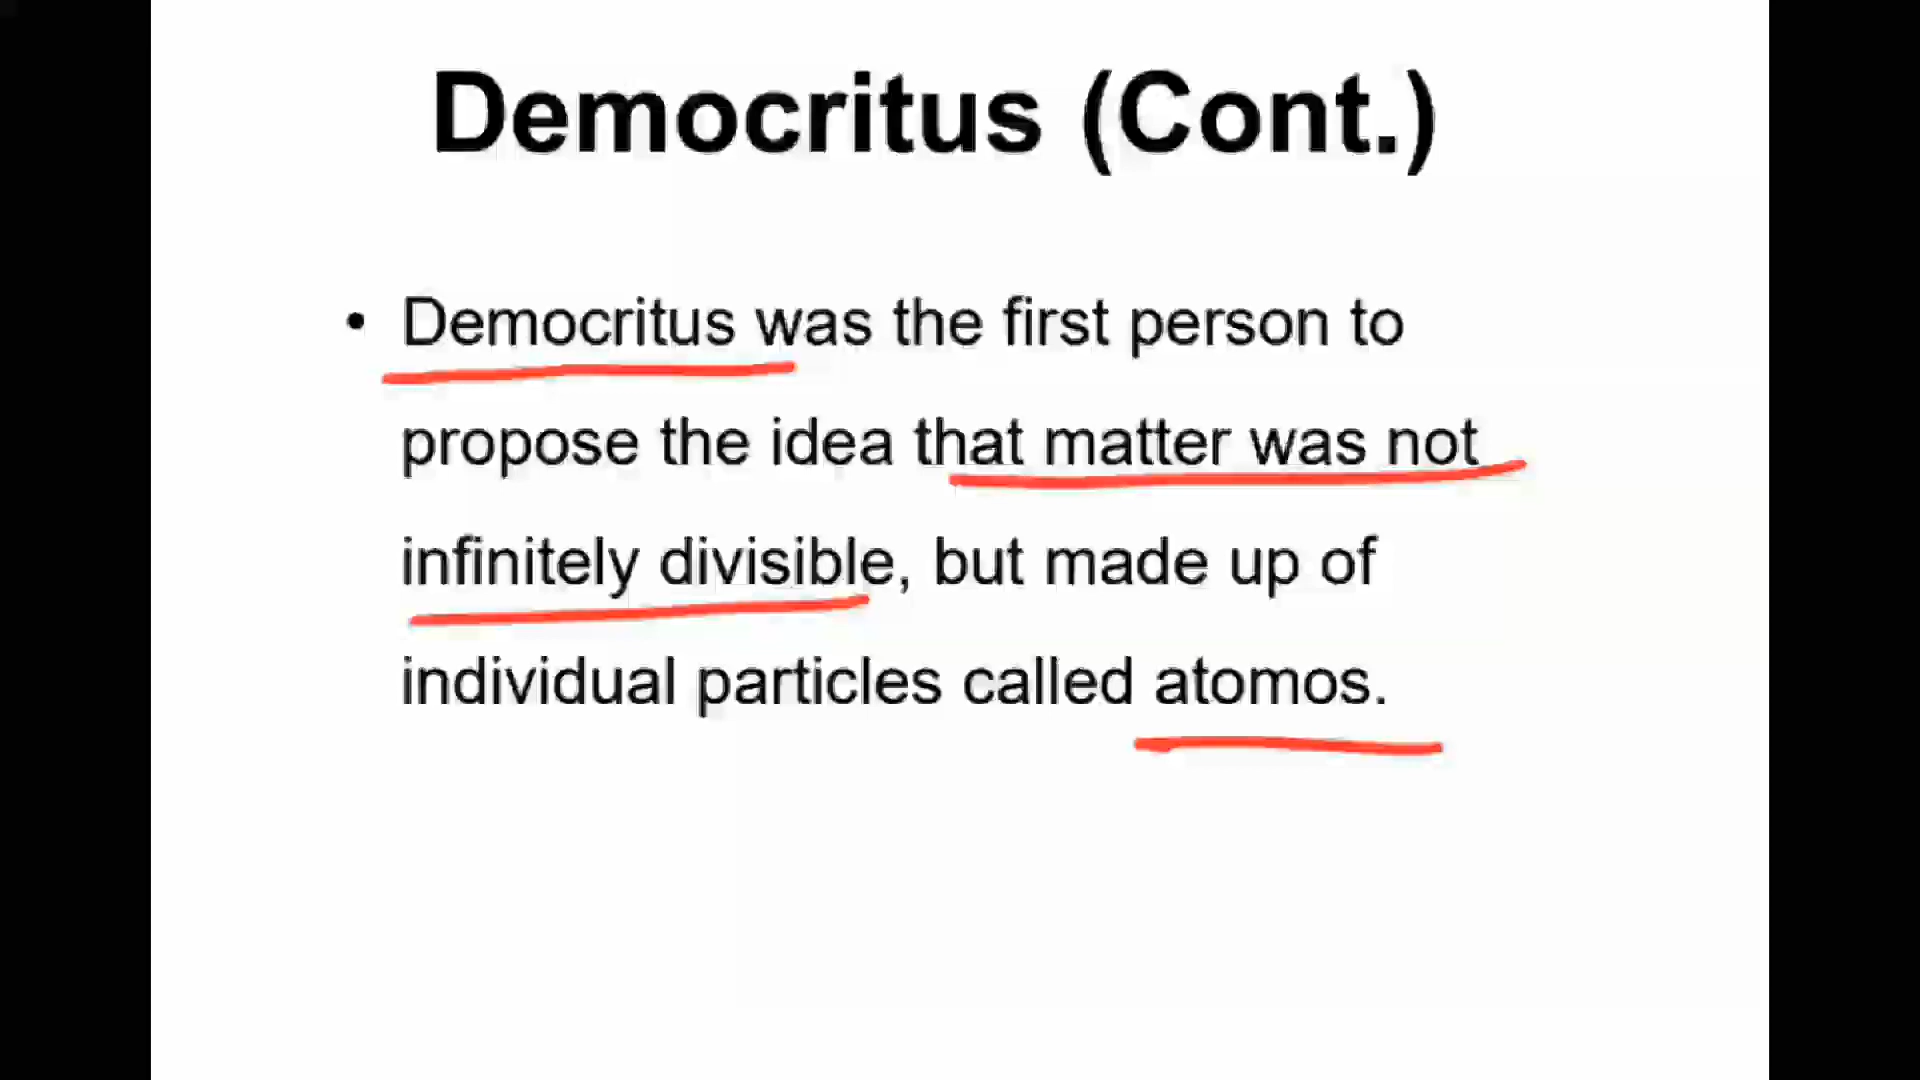 Democritus (Cont.)
• Democritus was the first person to
propose the idea that matter was not
infinitely divisible, but made up of
individual particles called atomos.